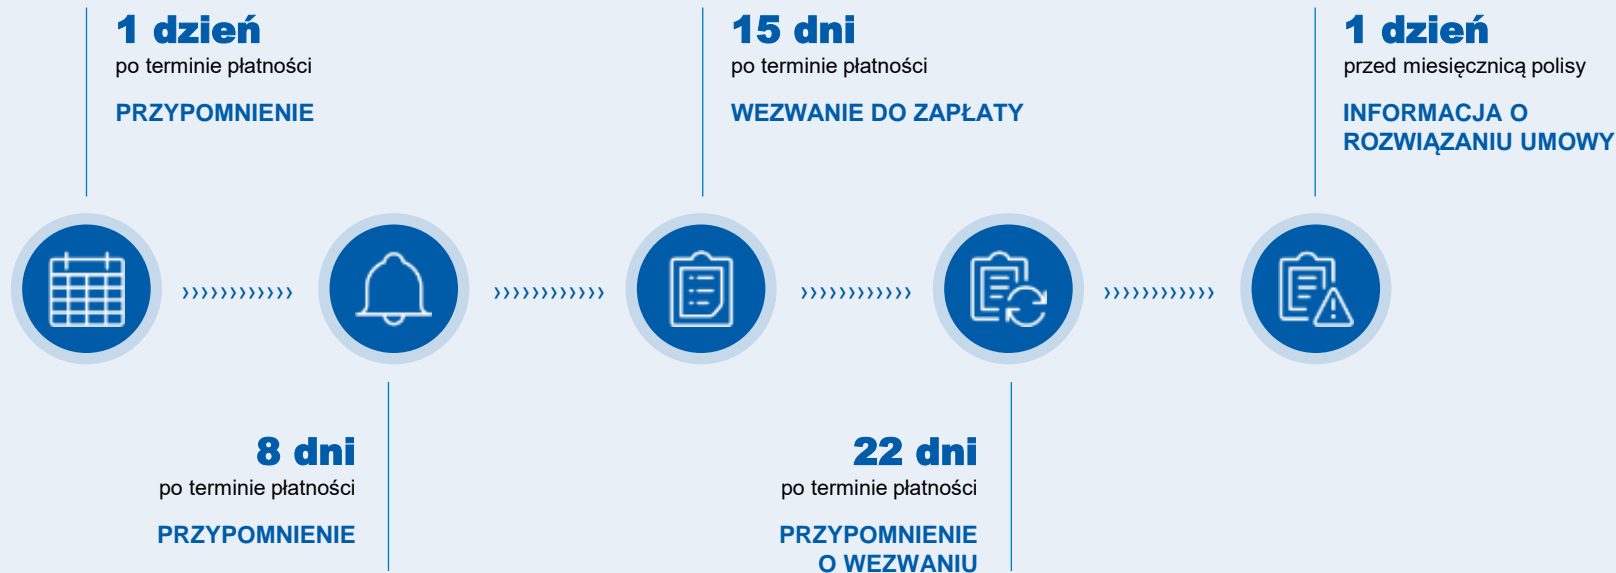 1 dzień
po terminie płatności
PRZYPOMNIENIE
15 dni
po terminie płatności
WEZWANIE DO ZAPŁATY
1 dzień
przed miesięcznicą polisy
INFORMACJA O
ROZWIĄZANIU UMOWY
8 dni
po terminie płatności
PRZYPOMNIENIE
22 dni
po terminie płatności
PRZYPOMNIENIE
O WEZWANIU